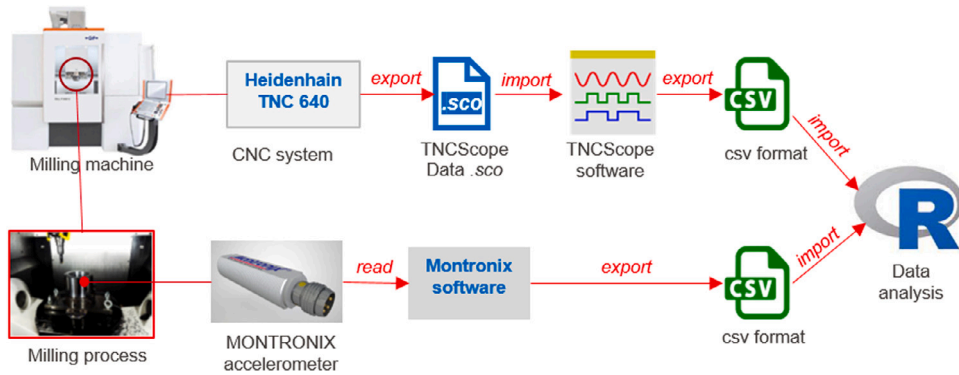 Heidenhain
TNC 640
export
.sco
import
export
CSV
import
Milling machine
CNC system
TNCScope
Data .sco
TNCScope
software
csv format
R
Data
analysis
MONTRONIX
read
Montronix
software
export
CSV
import
Milling process
MONTRONIX
accelerometer
csv format